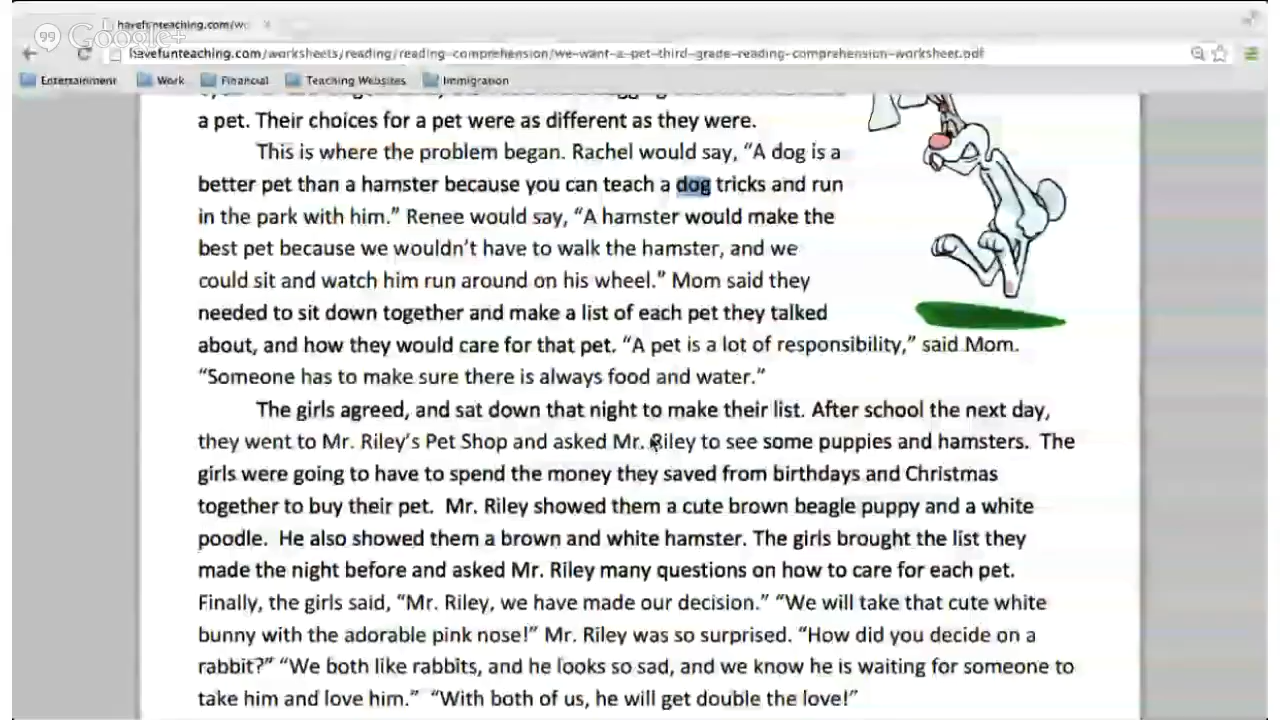 Google+
havefunteaching.com/wo
havefunteaching.com/worksheets/reading/reading-comprehension/we-want-a-pet-third-grade-reading-comprehension-worksheet.pdf
Entertainment Work Financial Teaching Websites Immigration
a pet. Their choices for a pet were as different as they were.
This is where the problem began. Rachel would say, “A dog is a
better pet than a hamster because you can teach a dog tricks and run
in the park with him.” Renee would say, “A hamster would make the
best pet because we wouldn’t have to walk the hamster, and we
could sit and watch him run around on his wheel.” Mom said they
needed to sit down together and make a list of each pet they talked
about, and how they would care for that pet. “A pet is a lot of responsibility,” said Mom.
“Someone has to make sure there is always food and water.”
The girls agreed, and sat down that night to make their list. After school the next day,
they went to Mr. Riley’s Pet Shop and asked Mr. Riley to see some puppies and hamsters. The
girls were going to have to spend the money they saved from birthdays and Christmas
together to buy their pet. Mr. Riley showed them a cute brown beagle puppy and a white
poodle. He also showed them a brown and white hamster. The girls brought the list they
made the night before and asked Mr. Riley many questions on how to care for each pet.
Finally, the girls said, “Mr. Riley, we have made our decision.” “We will take that cute white
bunny with the adorable pink nose!” Mr. Riley was so surprised. “How did you decide on a
rabbit?” “We both like rabbits, and he looks so sad, and we know he is waiting for someone to
take him and love him.” “With both of us, he will get double the love!”